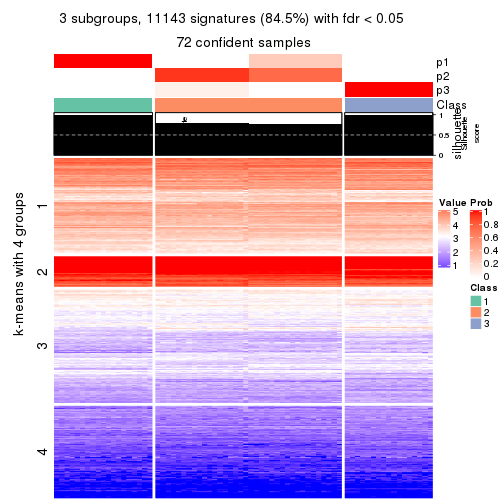 3 subgroups, 11143 signatures (84.5%) with fdr < 0.05
72 confident samples
p1
p2
p3
Class
1
0.5
0
silhouette
Silhouette
score
k-means with 4 groups
1
2
3
4
Value
5
4
3
2
1
Prob
1
0.8
0.6
0.4
0.2
0
Class
1
2
3